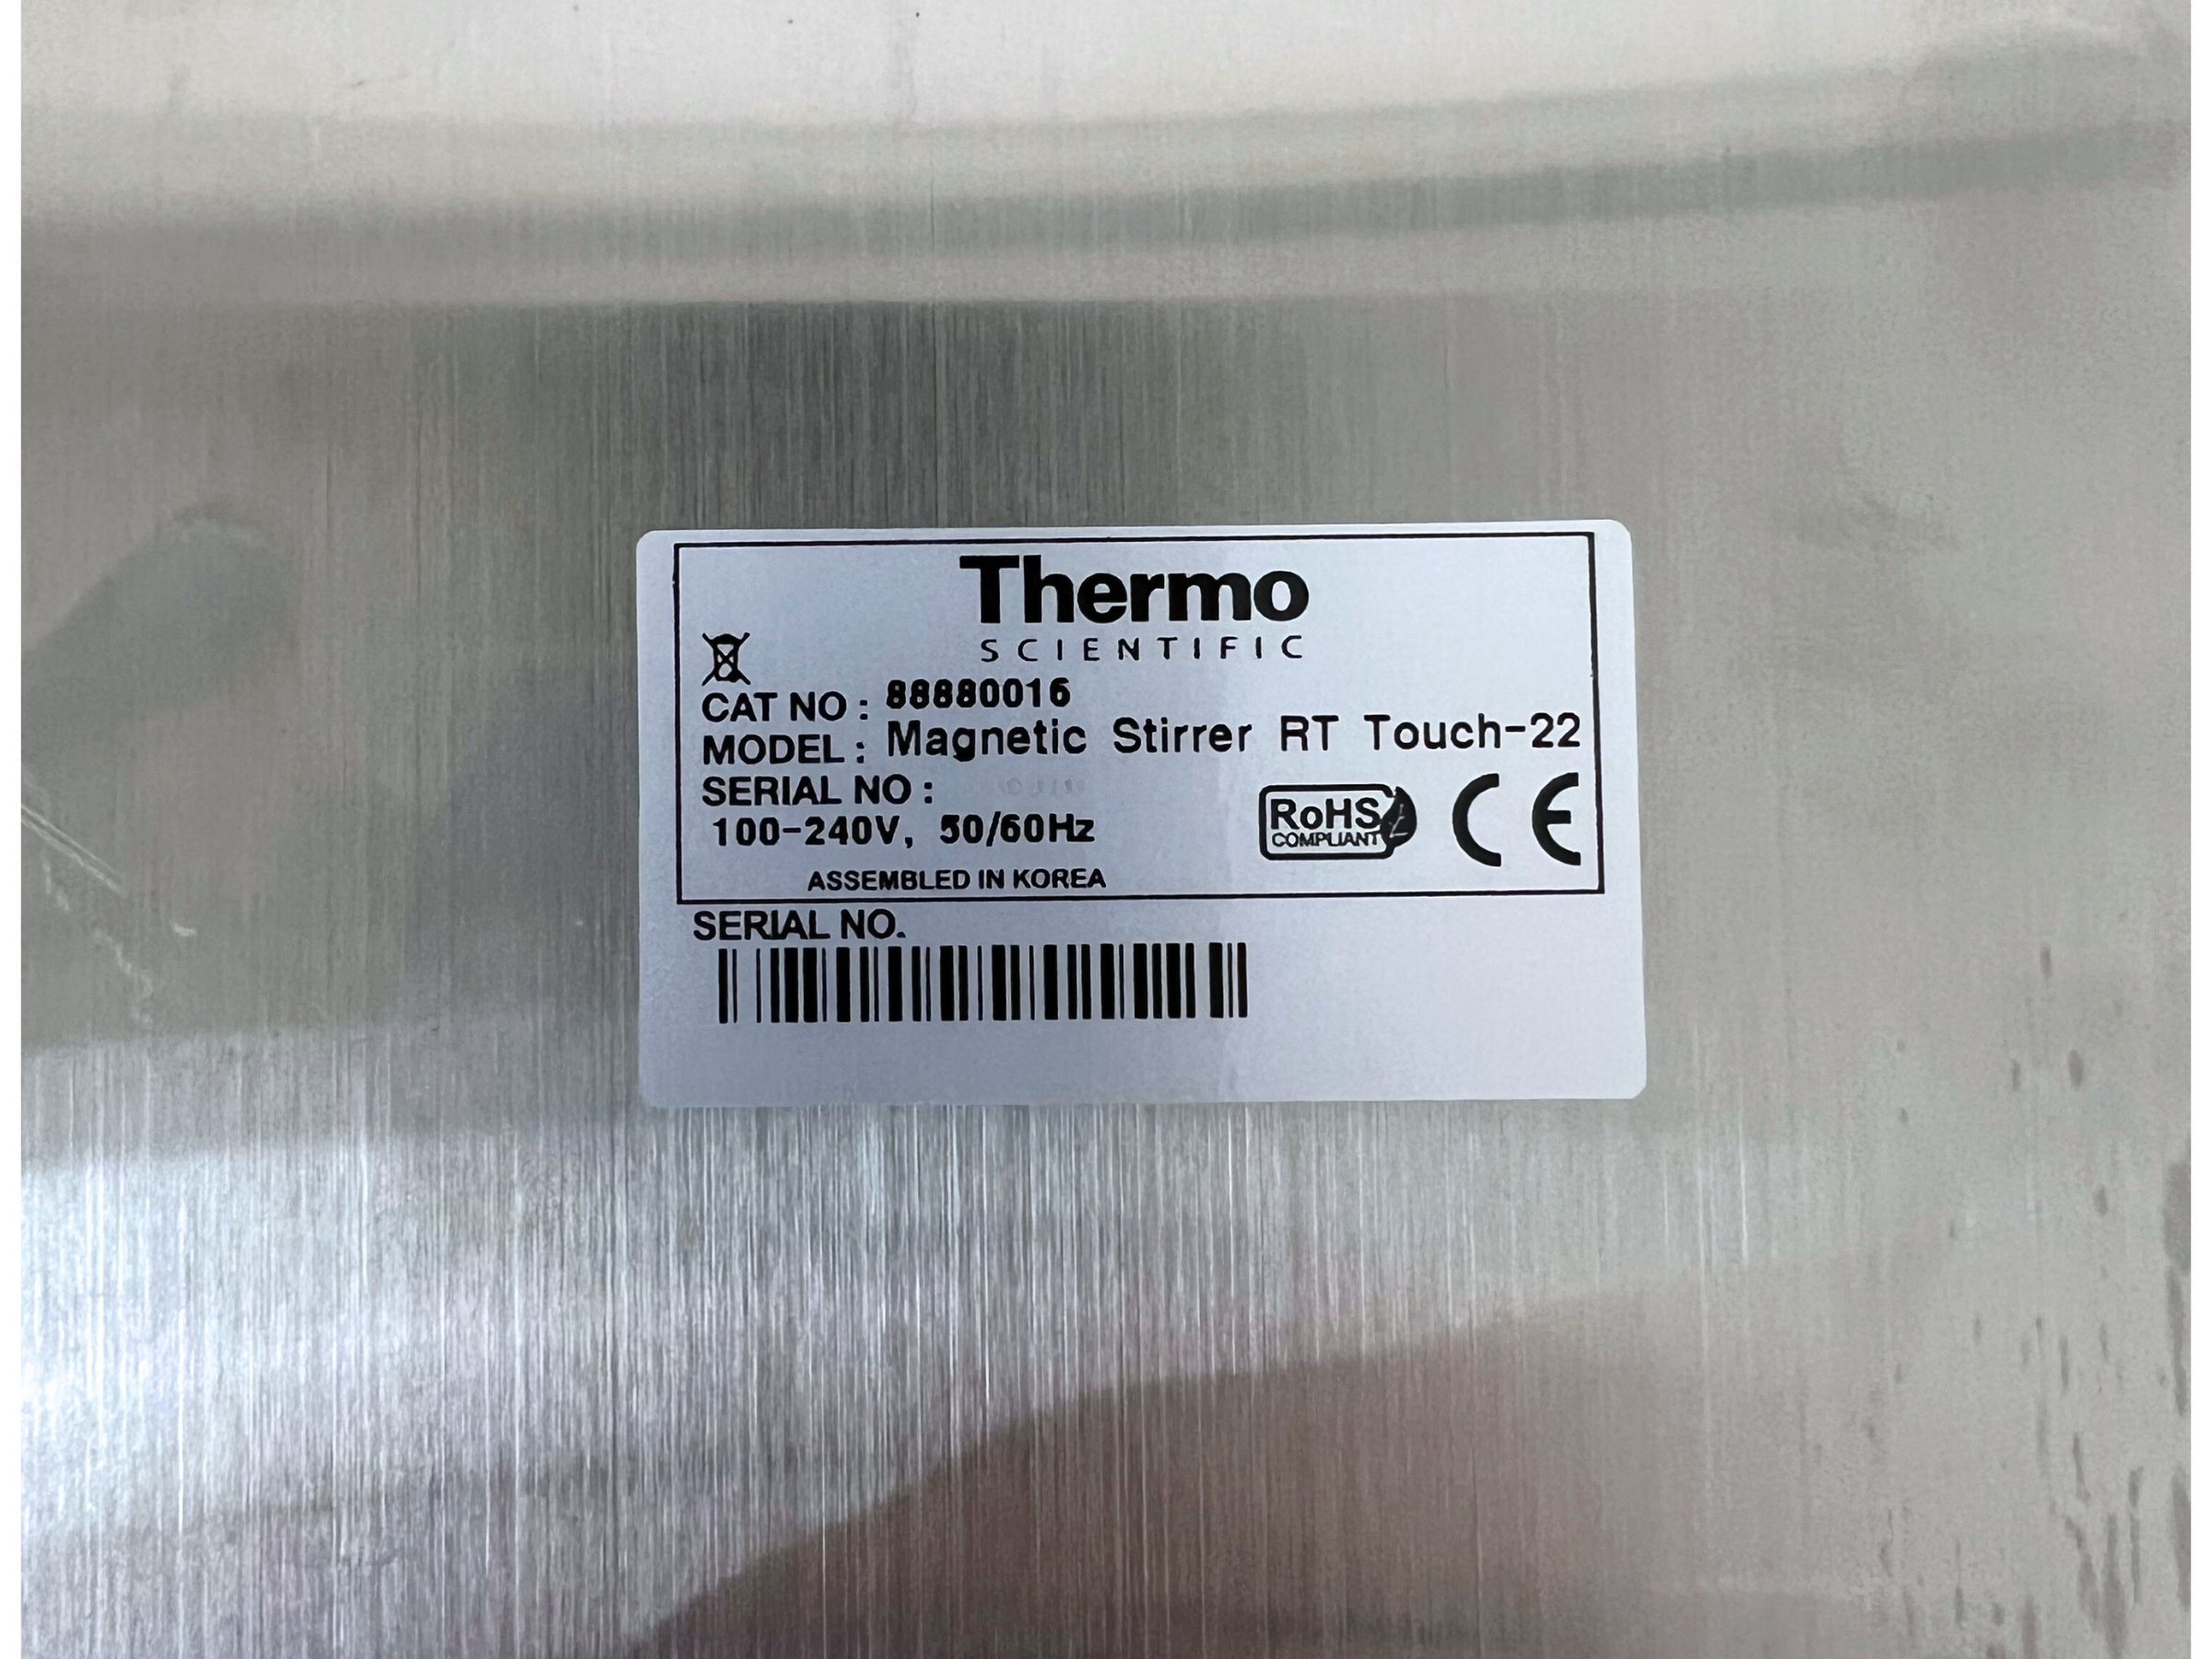 Thermo
SCIENTIFIC
CAT NO : 88880016
MODEL : Magnetic Stirrer RT Touch-22
SERIAL NO :
100-240V, 50/60Hz
RoHS
COMPLIANT
CE
ASSEMBLED IN KOREA
SERIAL NO.